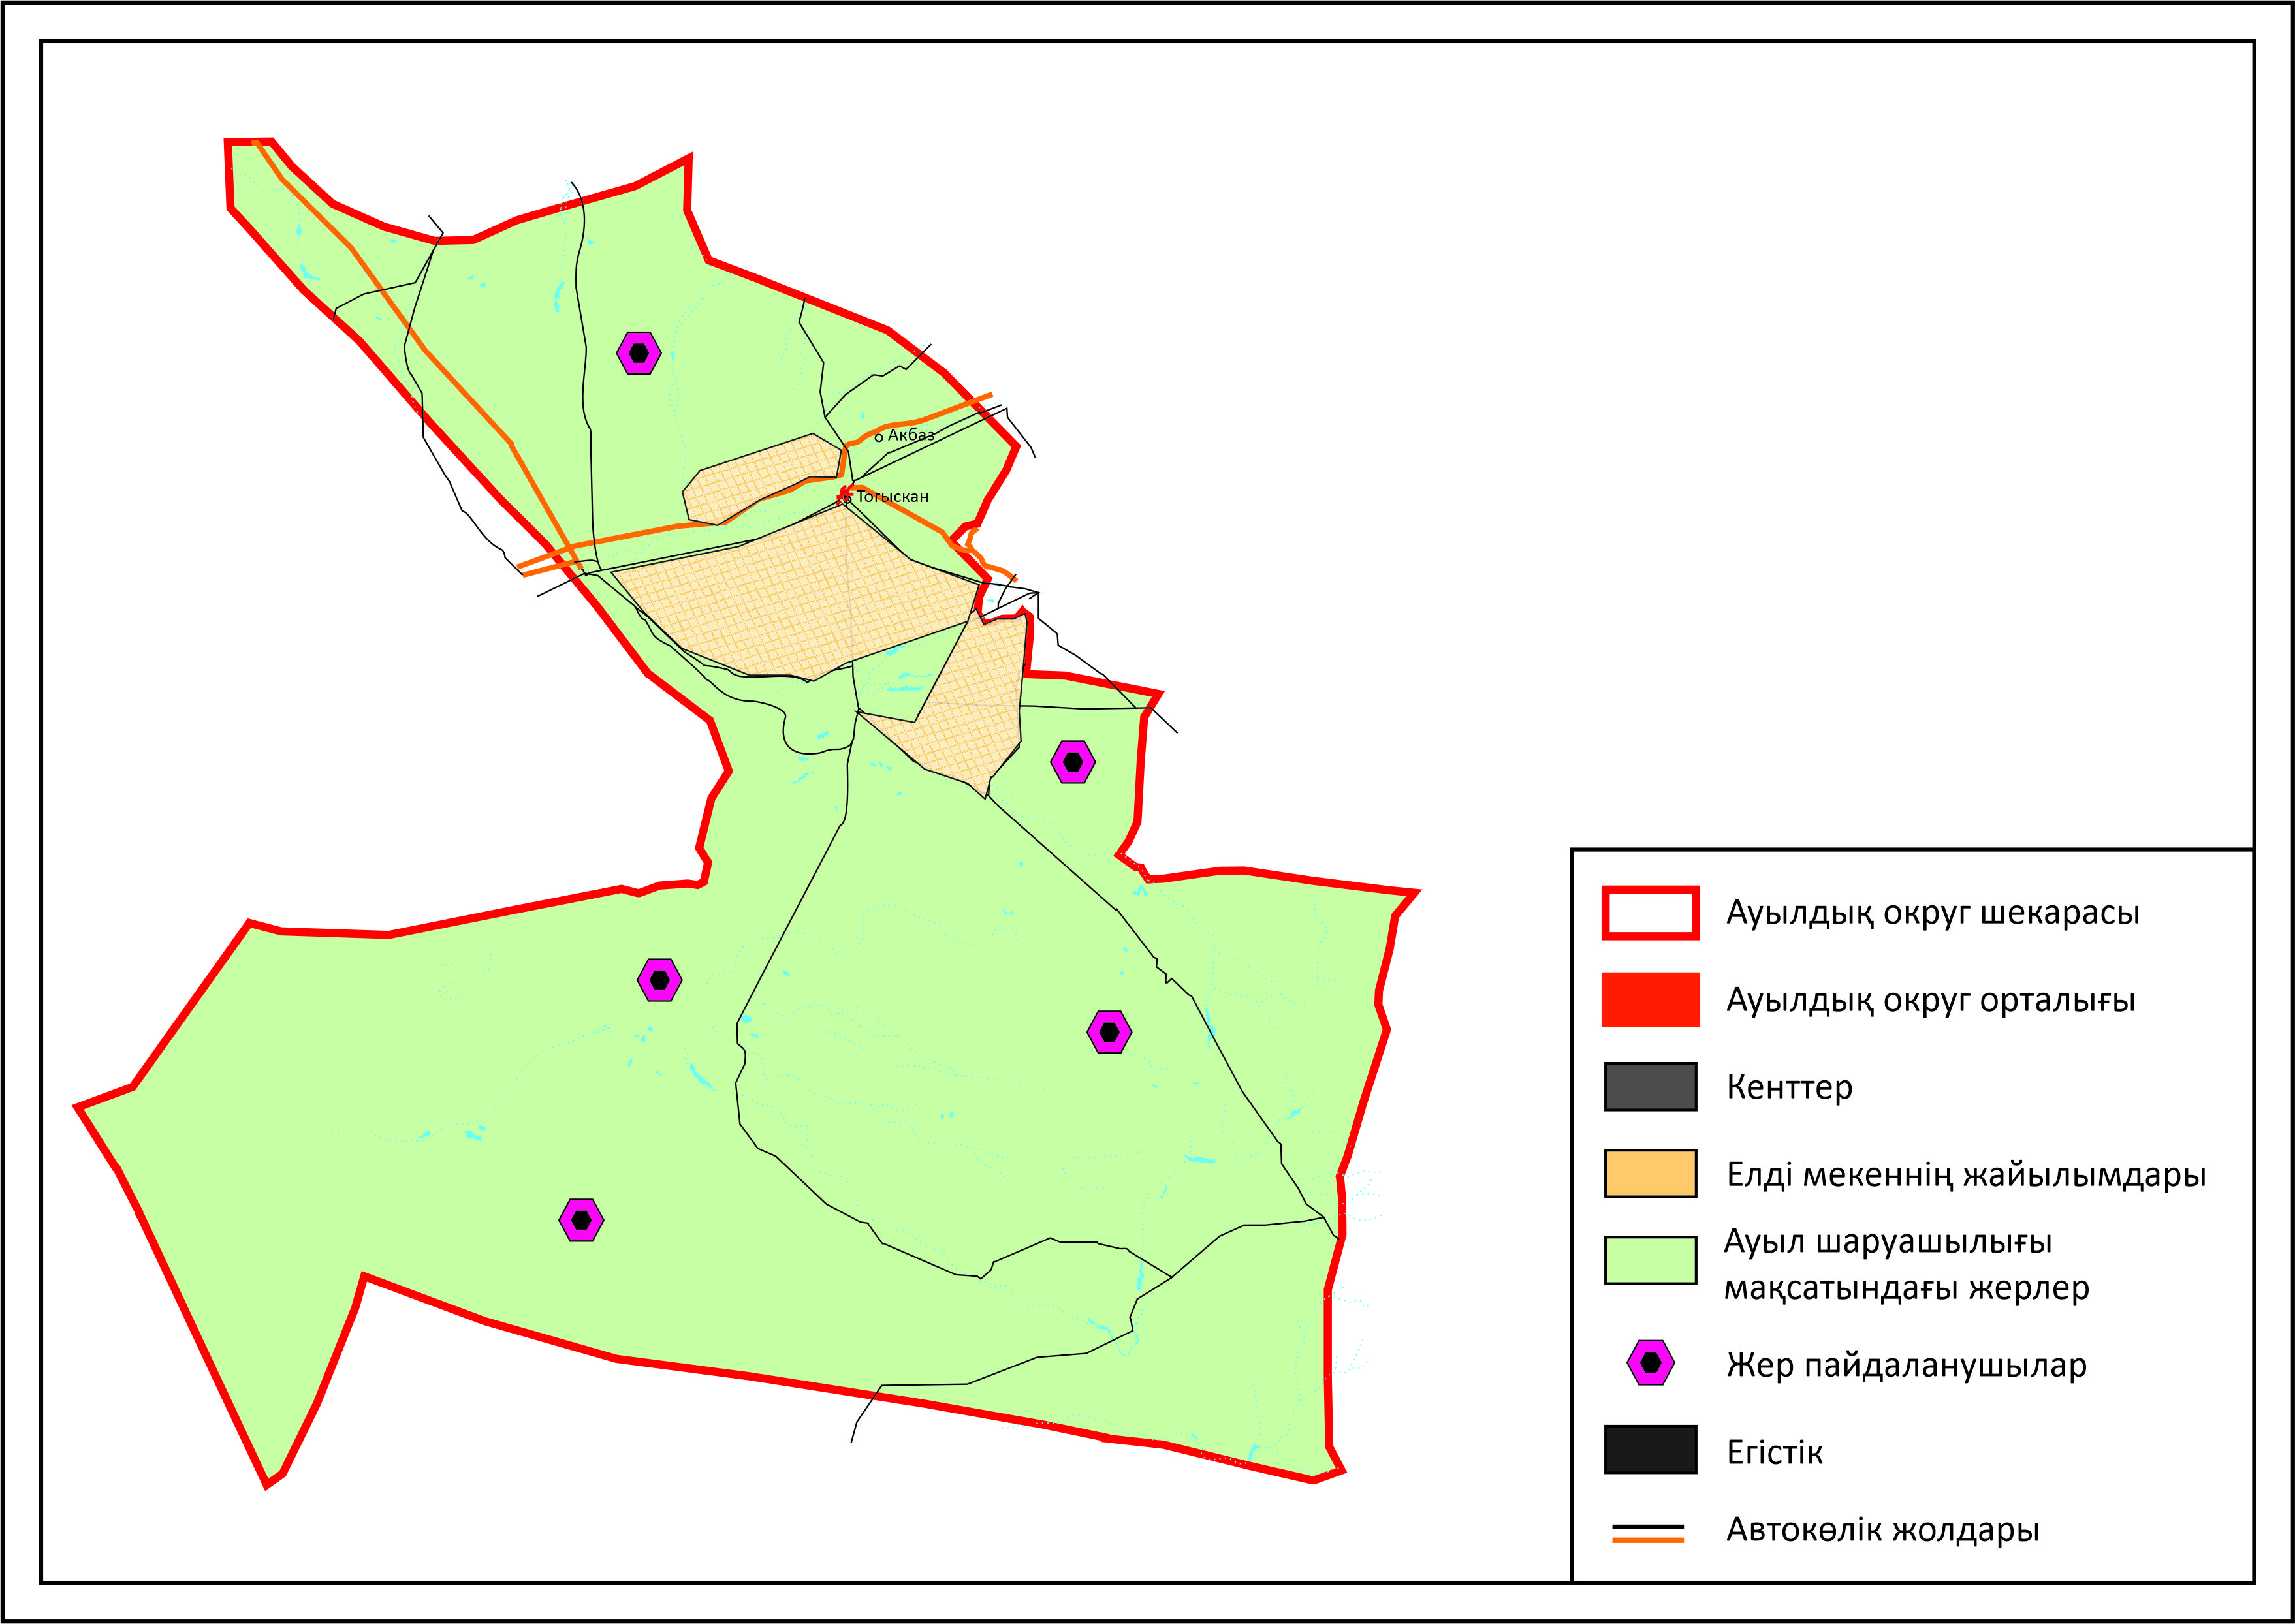 Акбаз
Тогыскан
Ауылдық округ шекарасы
Ауылдық округ орталығы
Кенттер
Елді мекеннің жайылымдары
Ауыл шаруашылығы
мақсатындағы жерлер
Жер пайдаланушылар
Егістік
Автокөлік жолдары